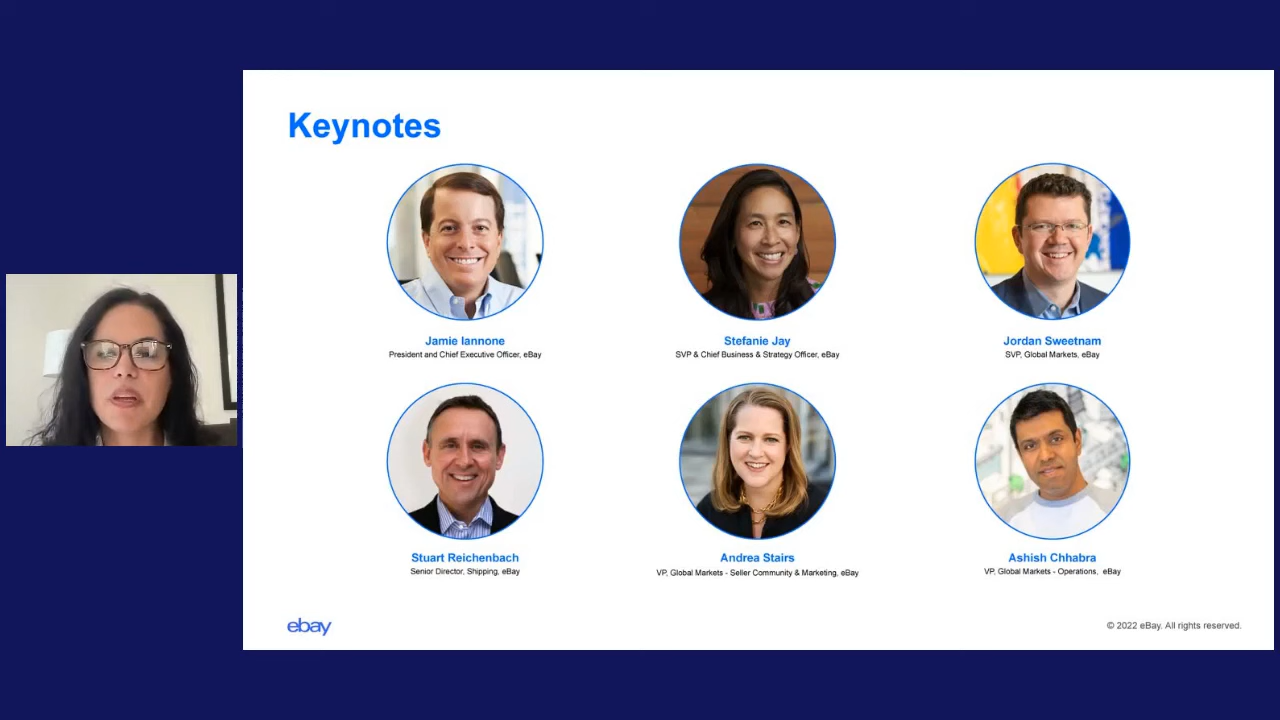 Keynotes
Jamie Iannone
President and Chief Executive Officer, eBay
Stefanie Jay
SVP & Chief Business & Strategy Officer, eBay
Jordan Sweetnam
SVP, Global Markets, eBay
Stuart Reichenbach
Senior Director, Shipping, eBay
Andrea Stairs
VP, Global Markets - Seller Community & Marketing, eBay
Ashish Chhabra
VP, Global Markets - Operations, eBay
ebay
© 2022 eBay. All rights reserved.